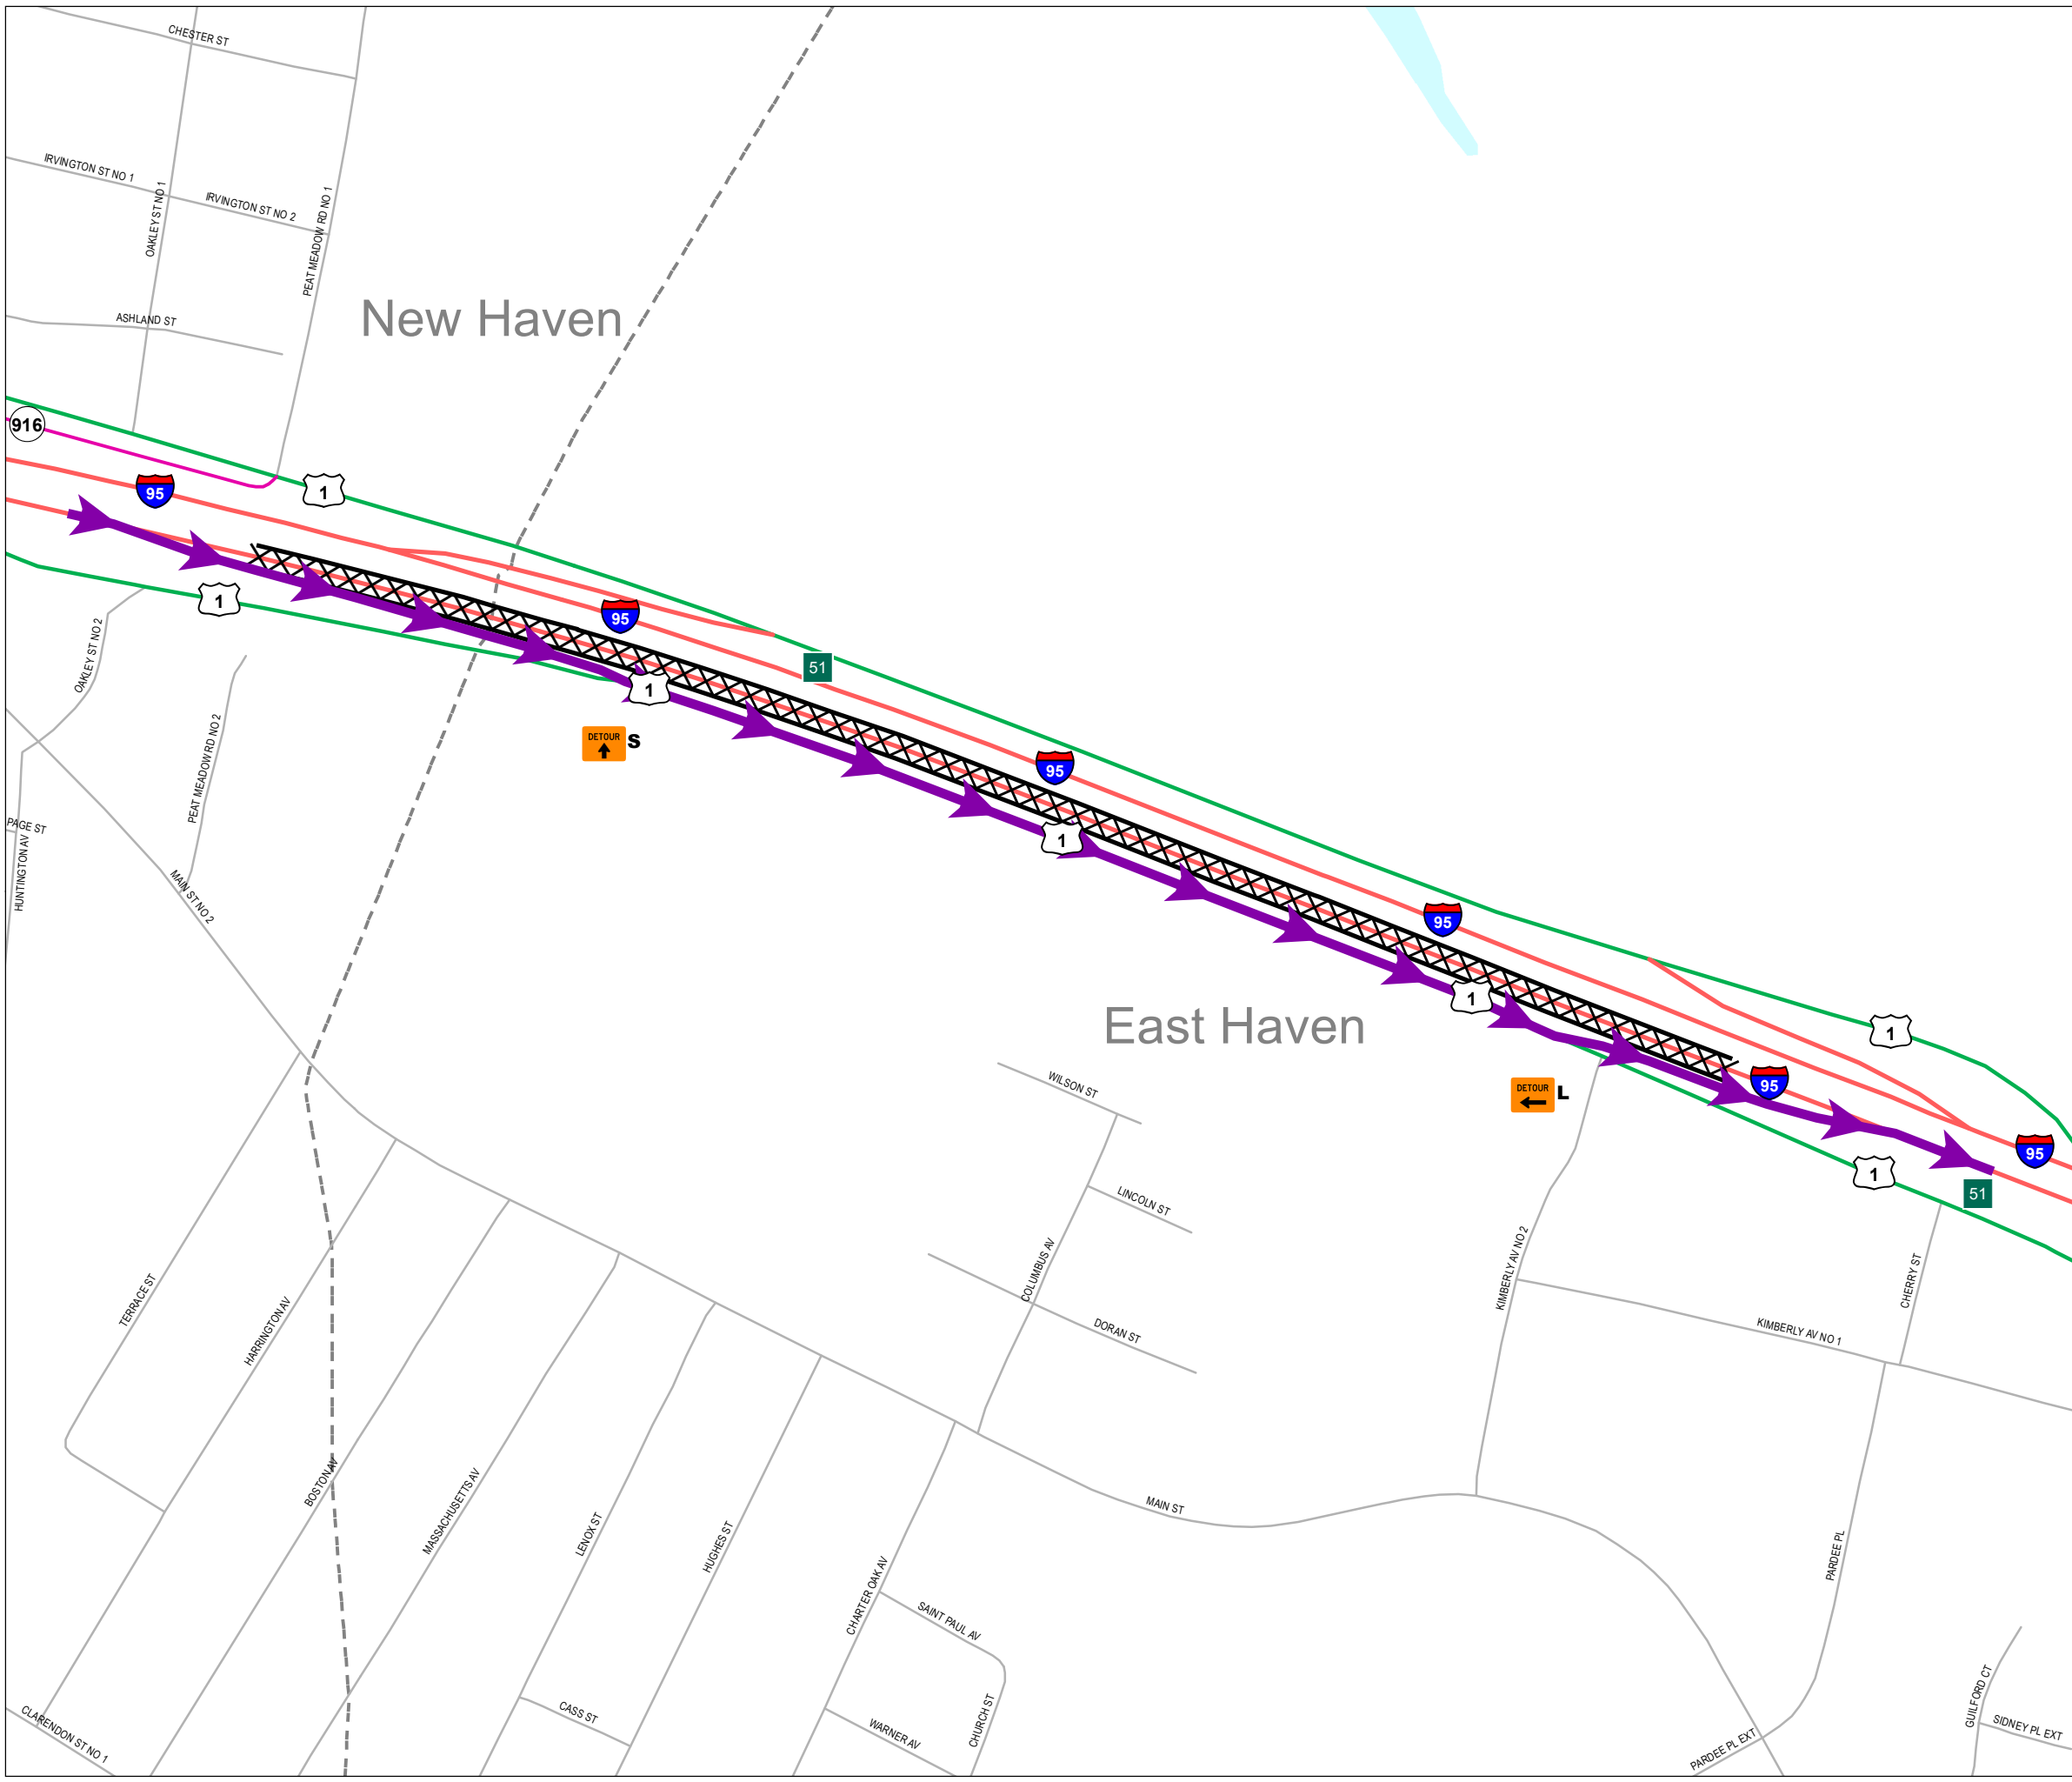 CHESTER ST
IRVINGTON ST NO 1
IRVINGTON ST NO 2
OAKLEY ST NO 1
PEAT MEADOW RD NO 1
ASHLAND ST
New Haven
916
95
1
1
95
51
OAKLEY ST NO 2
1
DETOUR
S
PEAT MEADOW RD NO 2
95
1
PAGE ST
HUNTINGTON AV
MAIN ST NO 2
95
1
East Haven
1
WILSON ST
DETOUR
L
95
95
1
51
LINCOLN ST
COLUMBUS AV
KIMBERLY AV NO 2
CHERRY ST
TERRACE ST
HARRINGTON AV
DORAN ST
KIMBERLY AV NO 1
BOSTON AV
MASSACHUSETTS AV
LENOX ST
HUGHES ST
MAIN ST
CHARTER OAK AV
PARDEE PL
SAINT PAUL AV
CLARENDON ST NO 1
CASS ST
WARNER AV
CHURCH ST
PARDEE PL EXT
GUILFORD CT
SIDNEY PL EXT